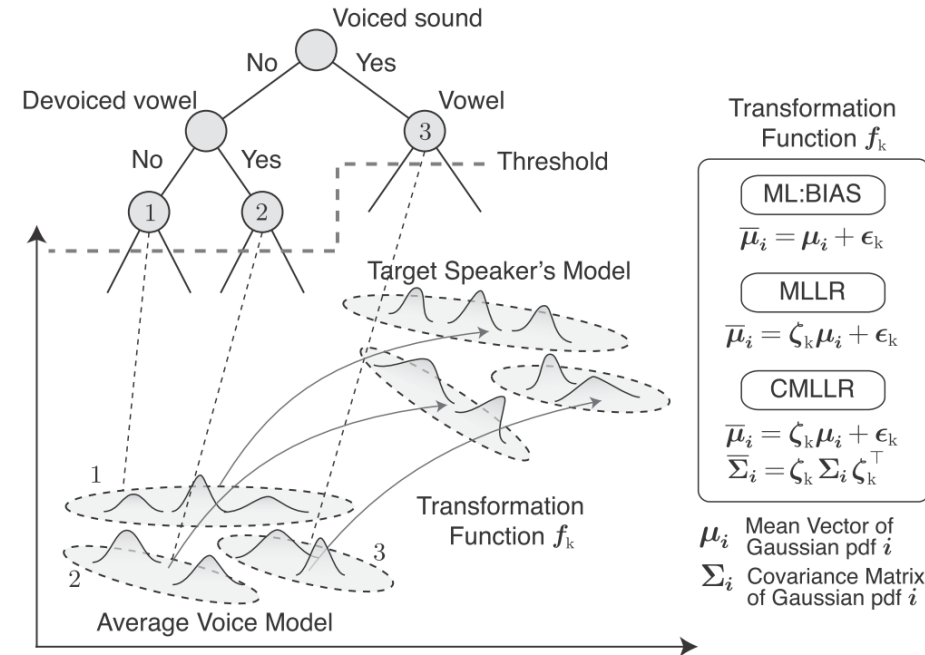 Voiced sound
No
Yes
Devoiced vowel
Vowel
3
No
Yes
Threshold
1
2
Target Speaker's Model
1
2
3
Transformation
Function f_k
Average Voice Model
Transformation
Function f_k
ML:BIAS
μ̅_i = μ_i + ϵ_k
MLLR
μ̅_i = ζ_k μ_i + ϵ_k
CMLLR
μ̅_i = ζ_k μ_i + ϵ_k
Σ̅_i = ζ_k Σ_i ζ_k^⊤
μ_i Mean Vector of
Gaussian pdf i
Σ_i Covariance Matrix
of Gaussian pdf i